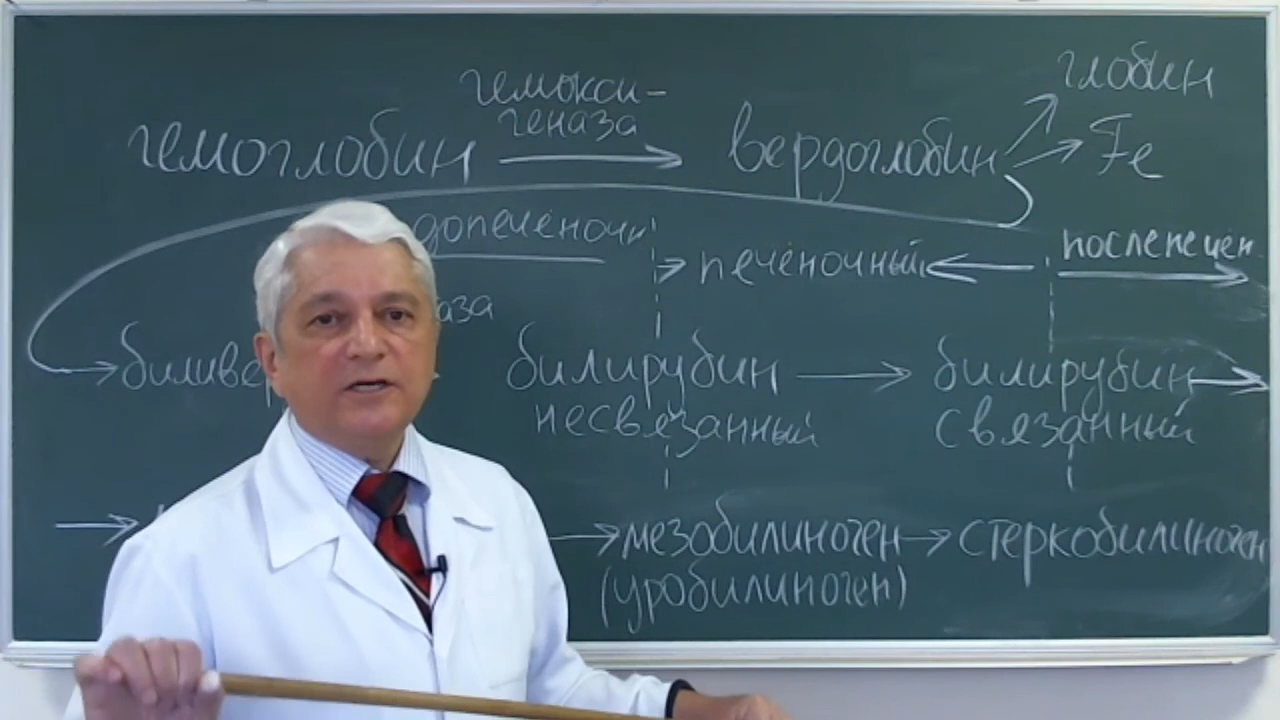 гемокси-
геназа
гемоглобин → вердоглобин
глобин
Fe
допеченочн
печеночный
послепечен
аза
биливер
билирубин → билирубин →
несвязанный связанный
→ → мезобилиноген → стеркобилиноген
(уробилиноген)